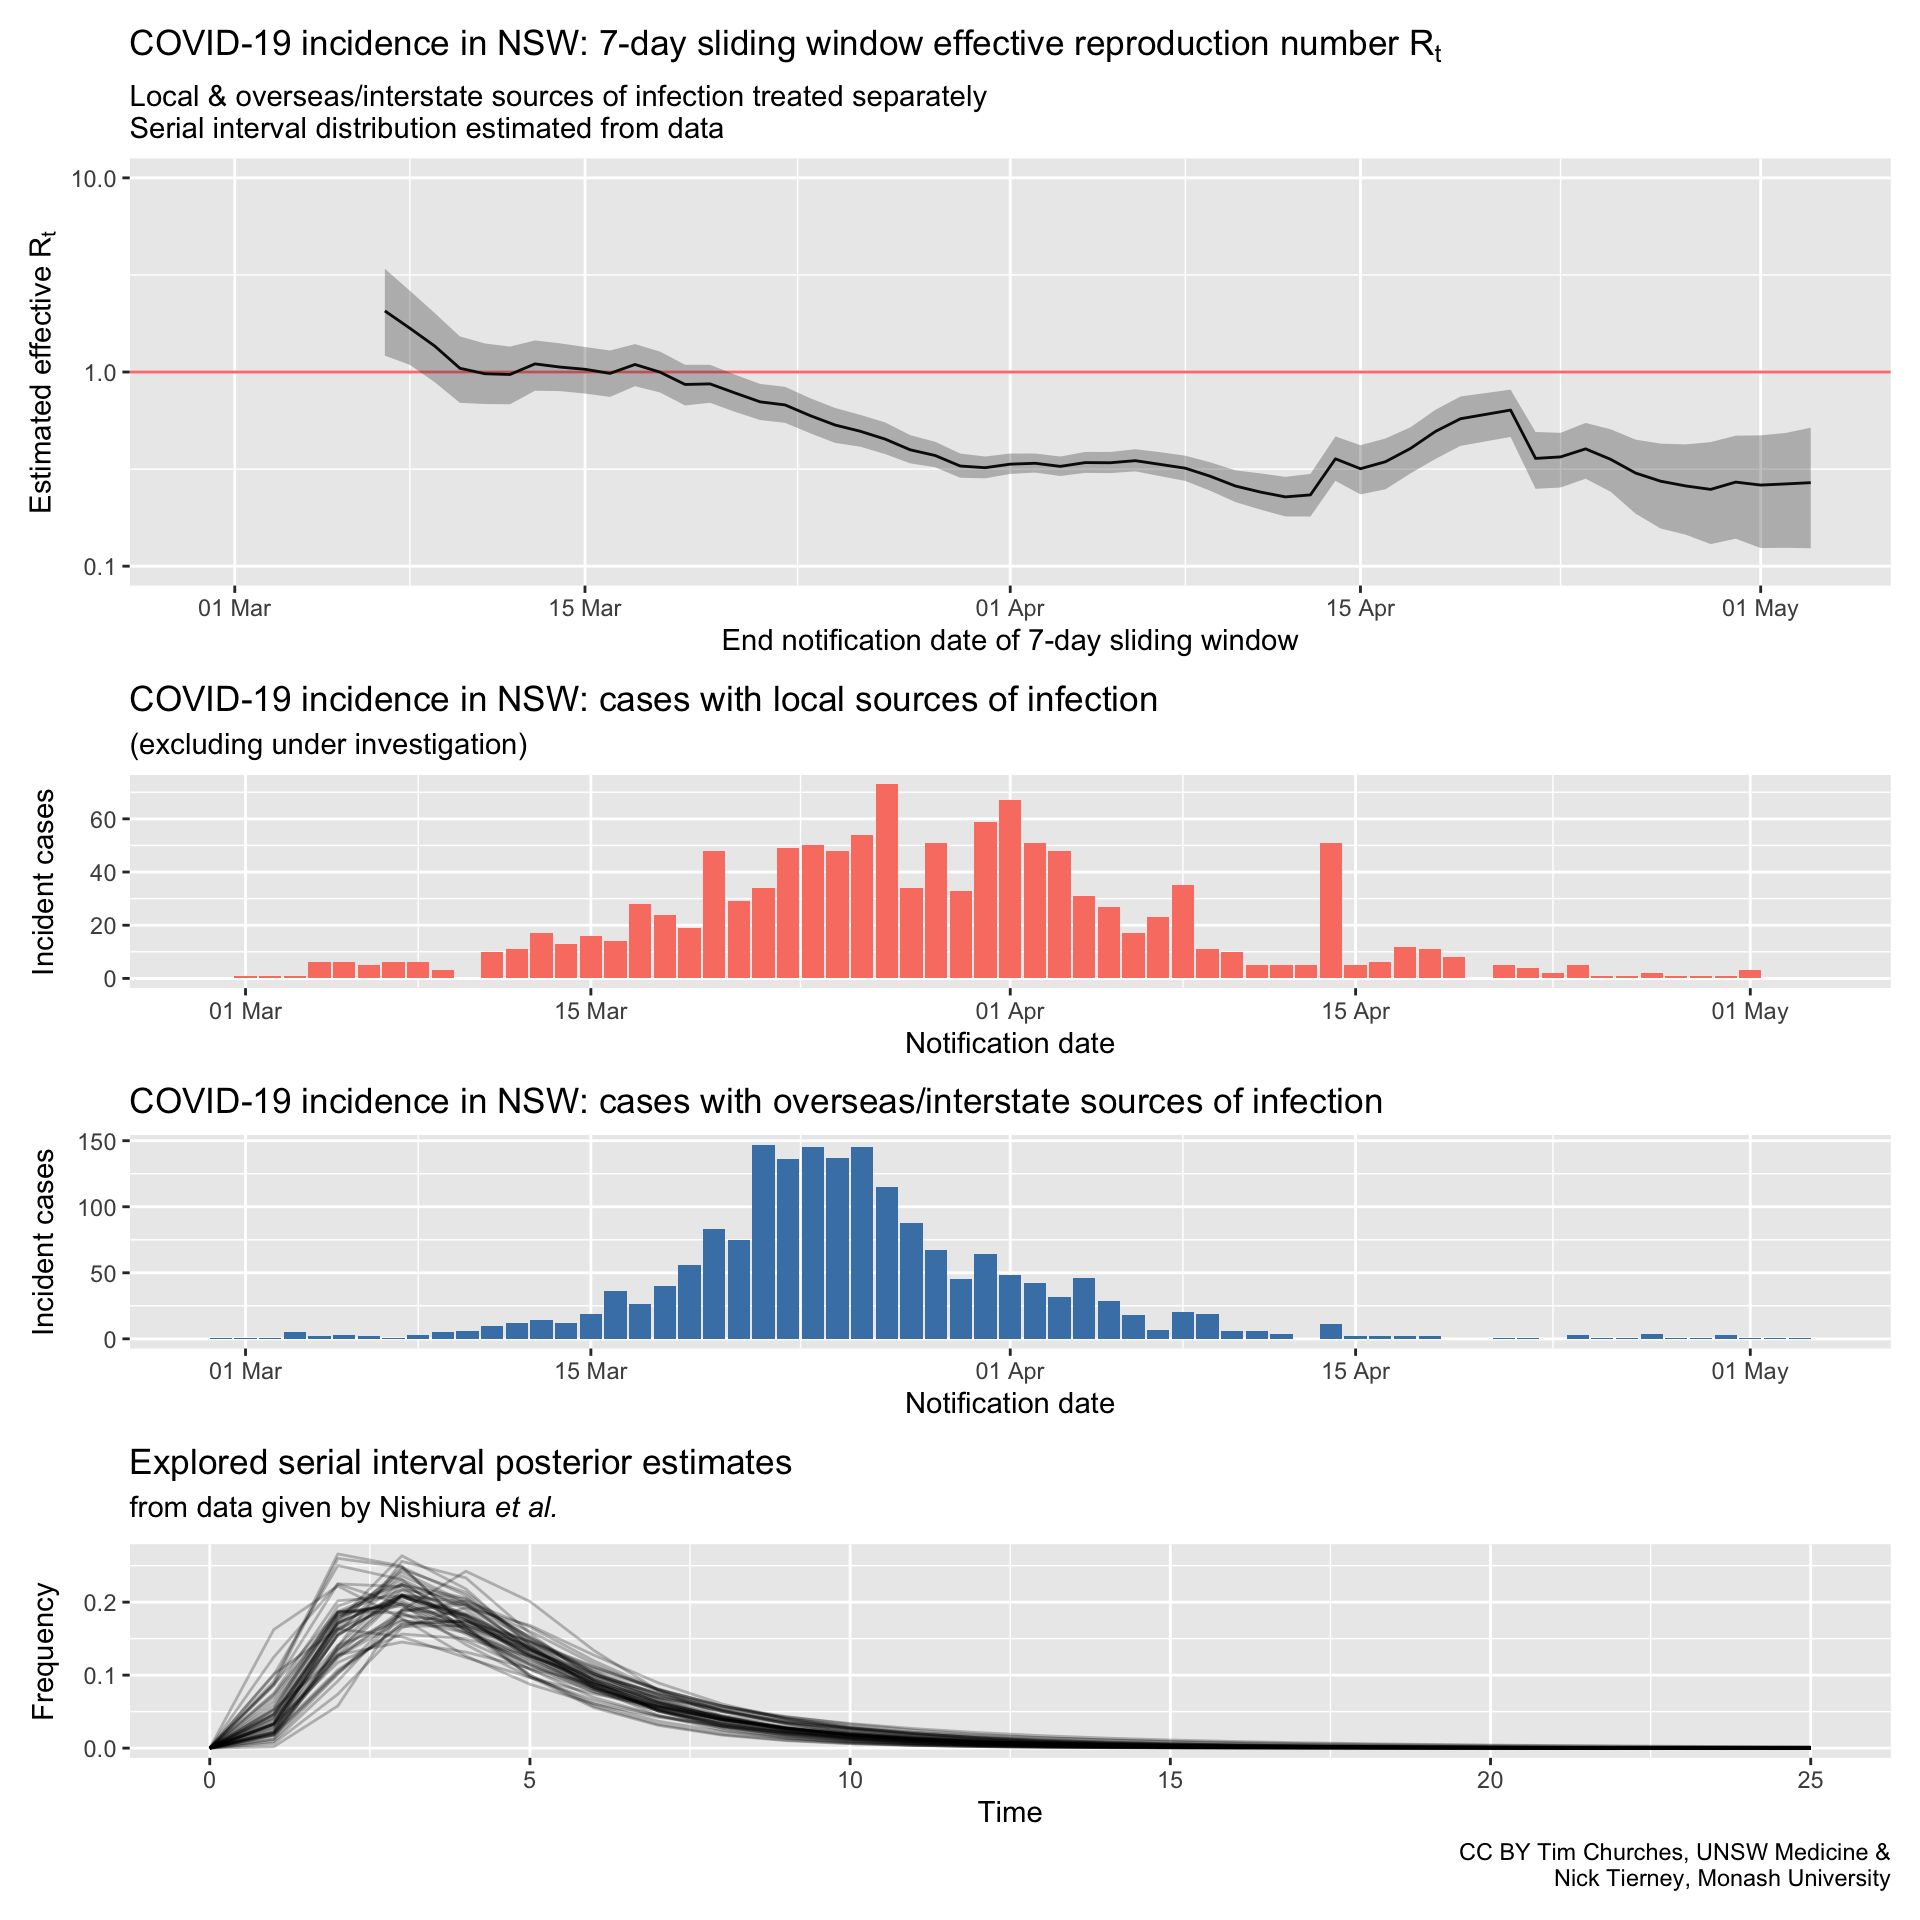 COVID-19 incidence in NSW: 7-day sliding window effective reproduction number Rt
Local & overseas/interstate sources of infection treated separately
Serial interval distribution estimated from data
Estimated effective Rt
10.0
1.0
0.1
01 Mar 15 Mar 01 Apr 15 Apr 01 May
End notification date of 7-day sliding window
COVID-19 incidence in NSW: cases with local sources of infection
(excluding under investigation)
Incident cases
60
40
20
0
01 Mar 15 Mar 01 Apr 15 Apr 01 May
Notification date
COVID-19 incidence in NSW: cases with overseas/interstate sources of infection
Incident cases
150
100
50
0
01 Mar 15 Mar 01 Apr 15 Apr 01 May
Notification date
Explored serial interval posterior estimates
from data given by Nishiura et al.
Frequency
0.2
0.1
0.0
0 5 10 15 20 25
Time
CC BY Tim Churches, UNSW Medicine &
Nick Tierney, Monash University